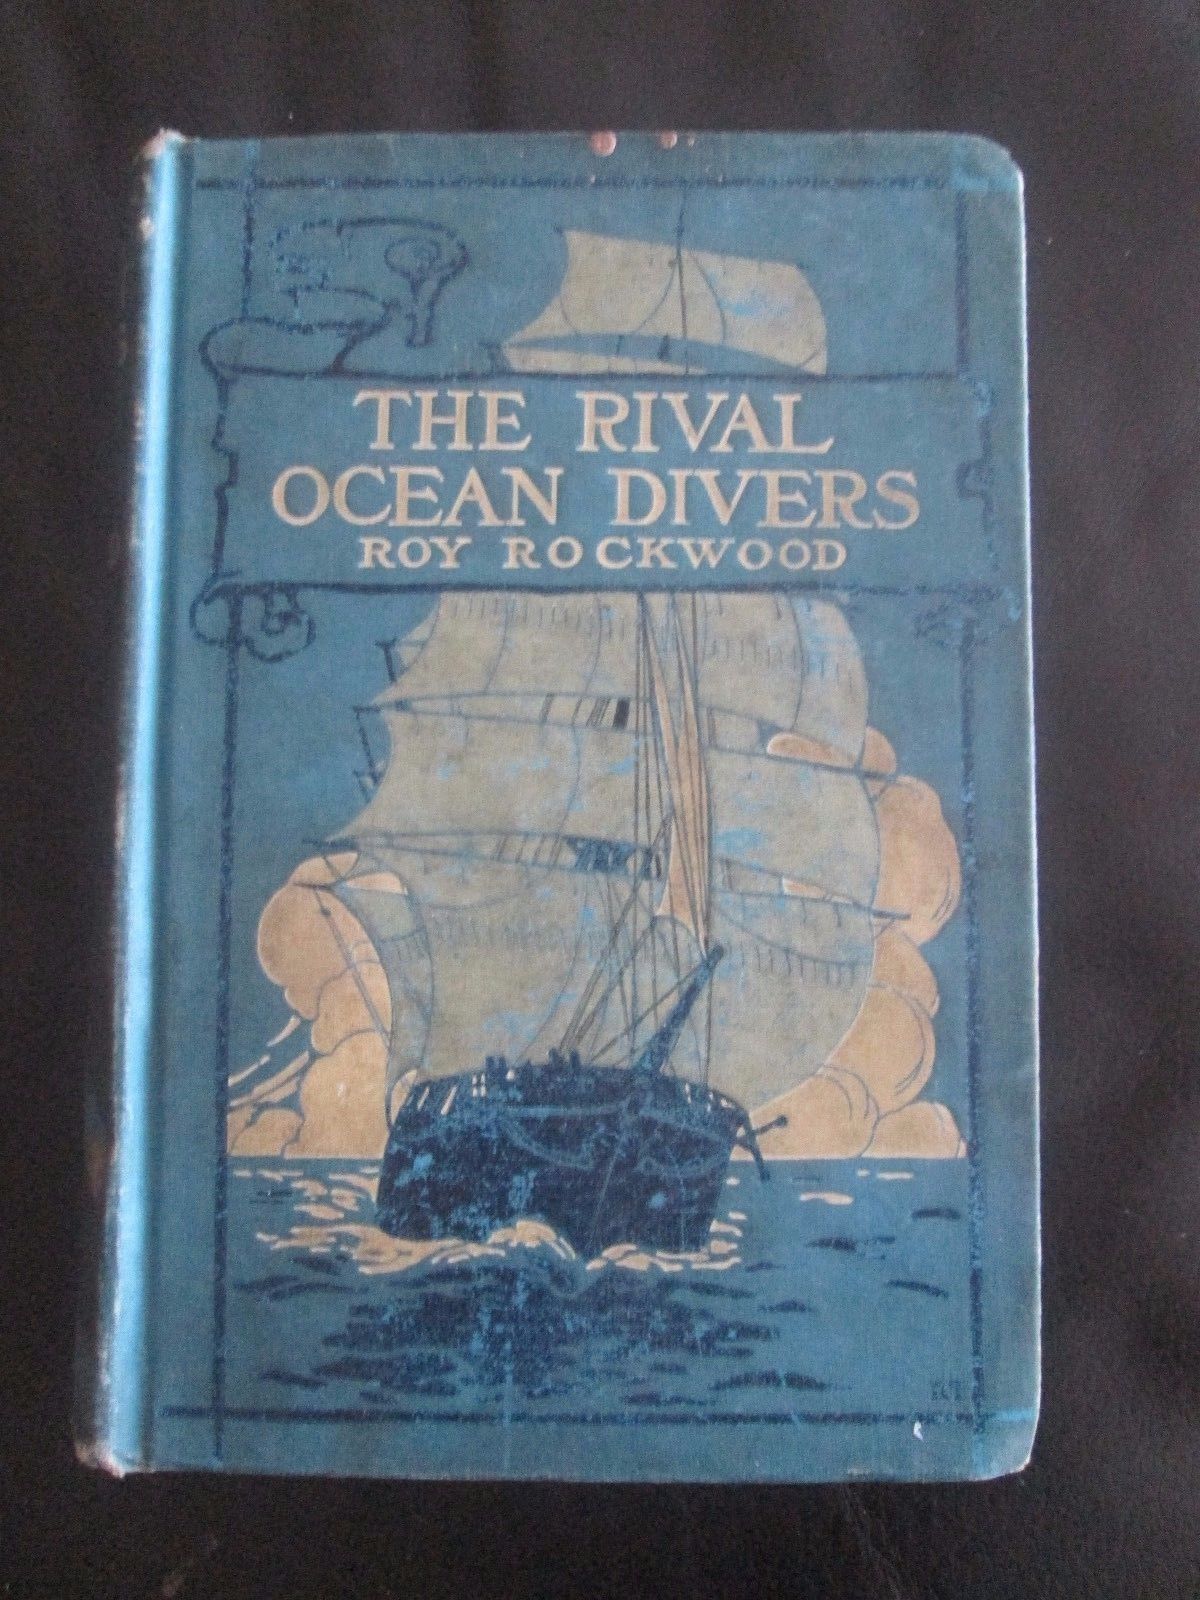 THE RIVAL
OCEAN DIVERS
ROY ROCKWOOD